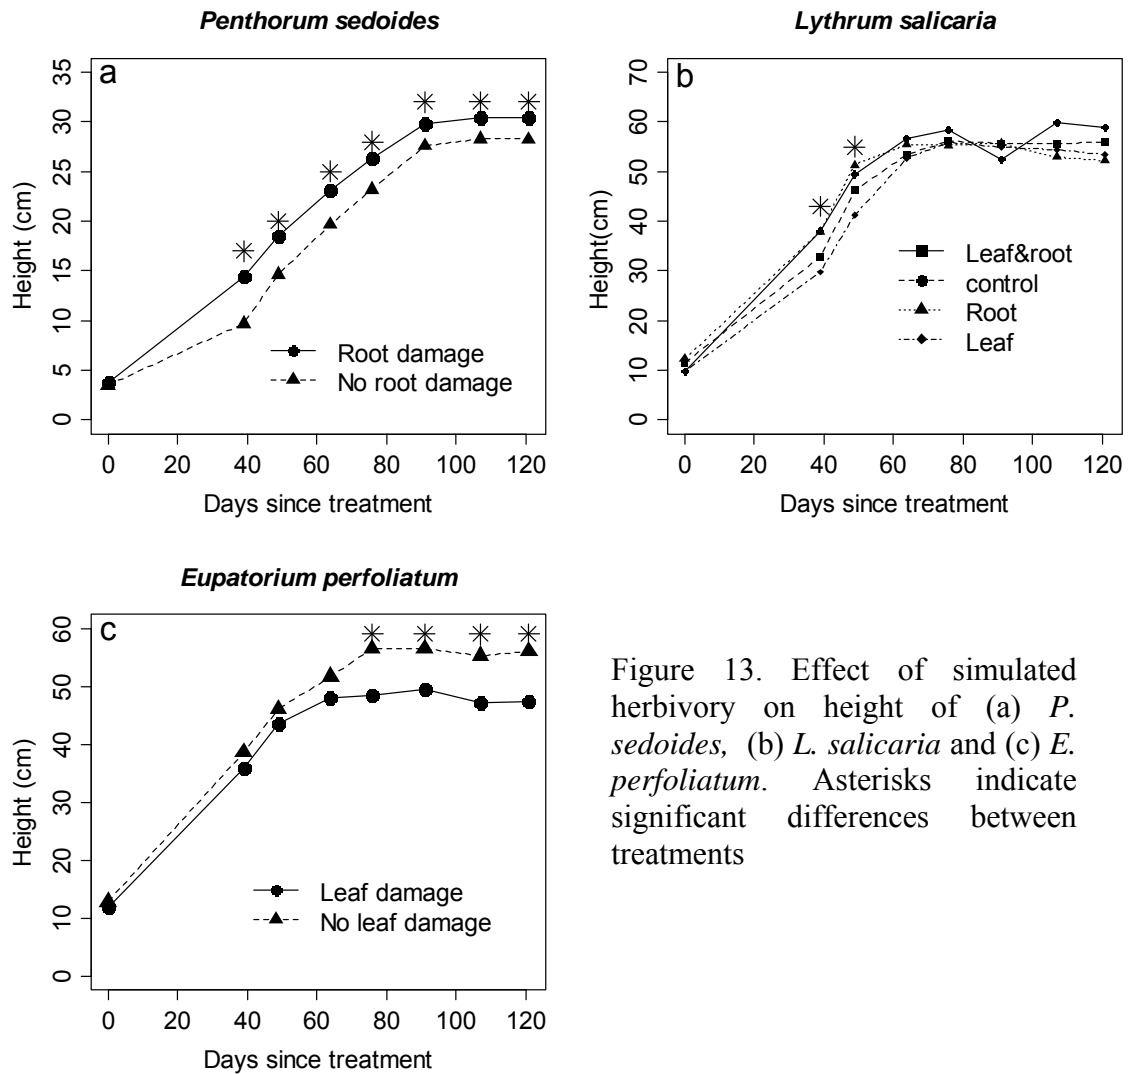 Penthorum sedoides
a
35
30
25
20
15
10
5
0
Height (cm)
Root damage
No root damage
0 20 40 60 80 100 120
Days since treatment
Lythrum salicaria
b
70
60
50
40
30
20
10
0
Height(cm)
Leaf&root
control
Root
Leaf
0 20 40 60 80 100 120
Days since treatment
Eupatorium perfoliatum
c
60
50
40
30
20
10
0
Height (cm)
Leaf damage
No leaf damage
0 20 40 60 80 100 120
Days since treatment
Figure 13. Effect of simulated
herbivory on height of (a) P.
sedoides, (b) L. salicaria and (c) E.
perfoliatum. Asterisks indicate
significant differences between
treatments